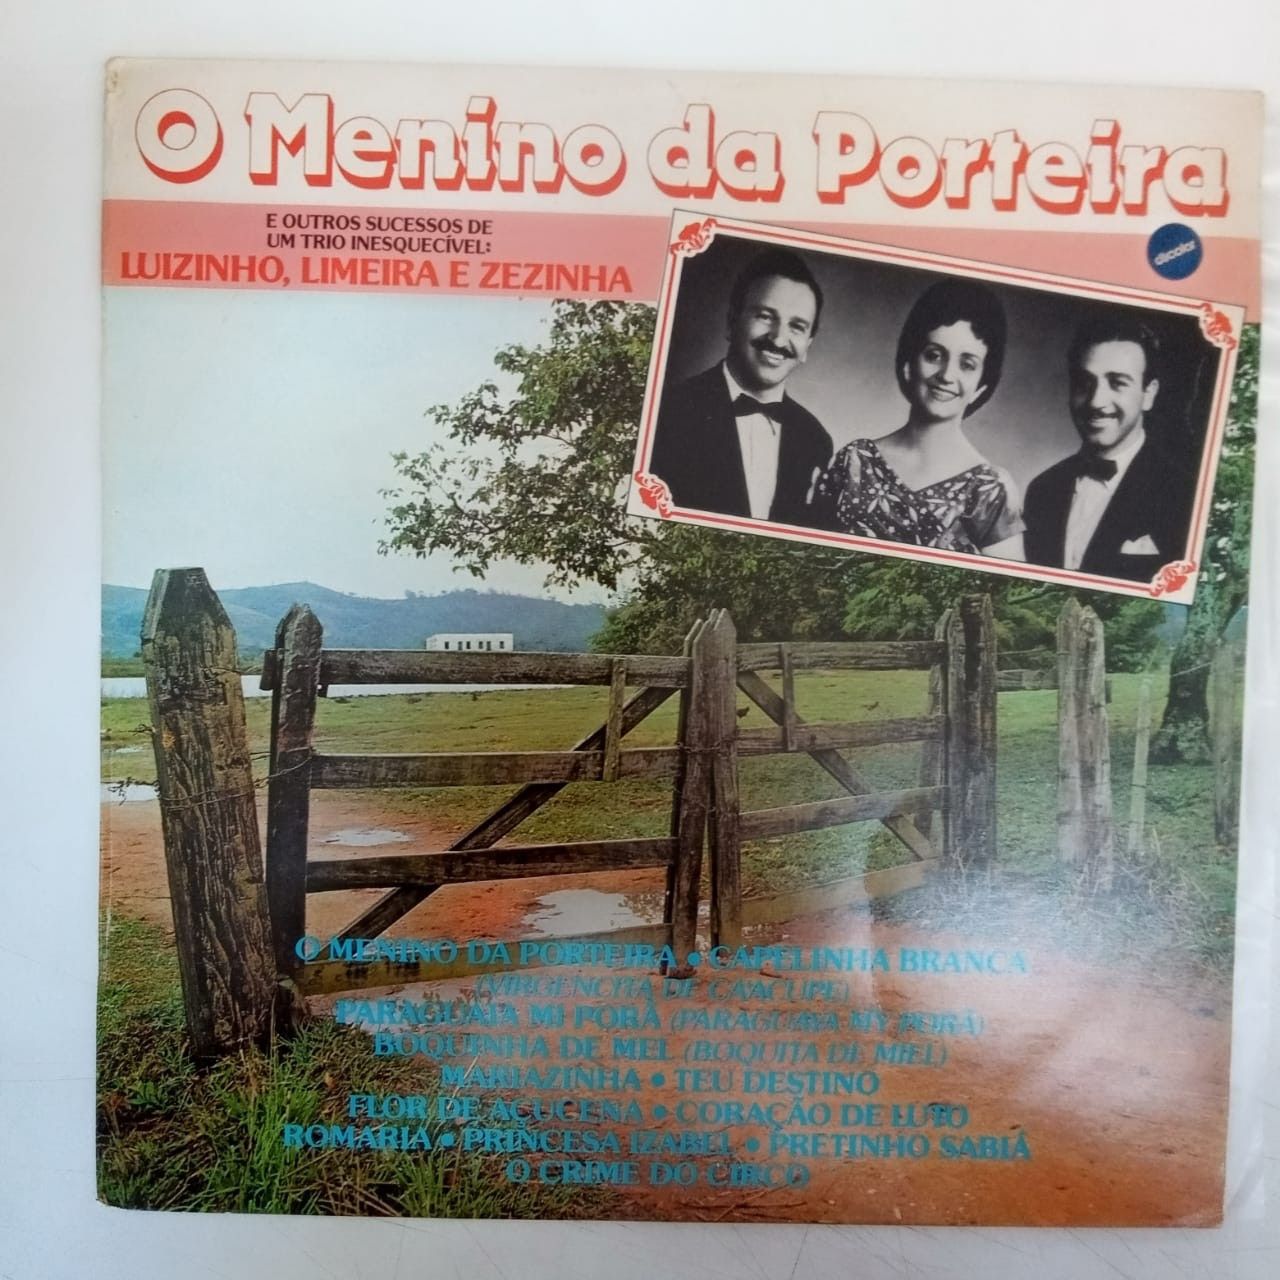 O Menino da Porteira
E OUTROS SUCESSOS DE
UM TRIO INESQUECÍVEL:
LUIZINHO, LIMEIRA E ZEZINHA
discolar
O MENINO DA PORTEIRA • CAPELINHA BRANCA
(VIRGENCITA DE CAACUPE)
PARAGUAIA MI PORÃ (PARAGUAYA MY PORÃ)
BOQUINHA DE MEL (BOQUITA DE MIEL)
MARIAZINHA • TEU DESTINO
FLOR DE AÇUCENA • CORAÇÃO DE LUTO
ROMARIA • PRINCESA IZABEL • PRETINHO SABIÁ
O CRIME DO CIRCO